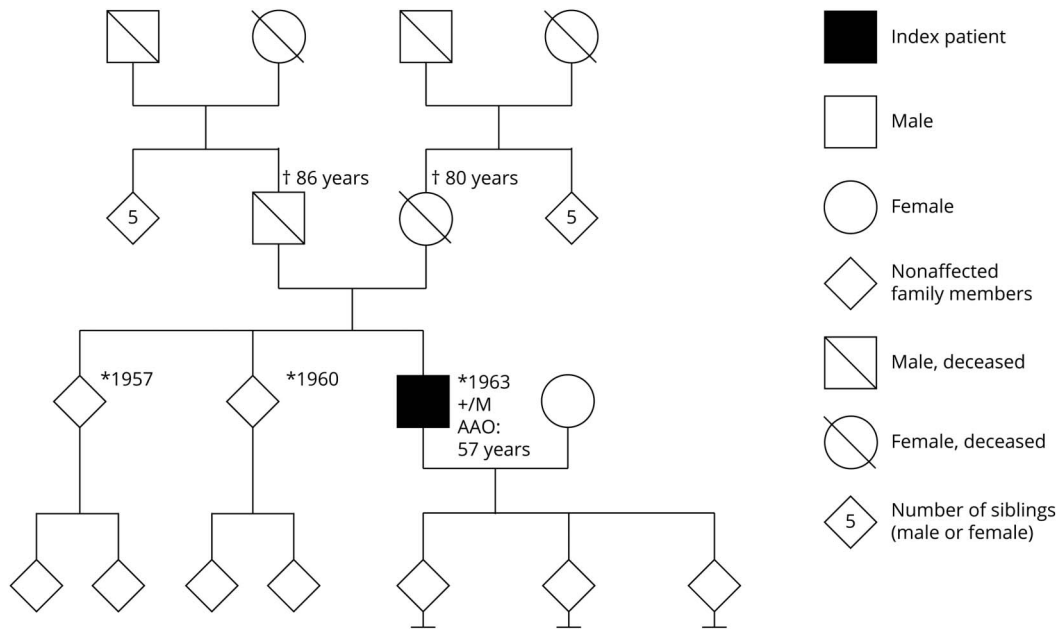 Index patient
Male
† 86 years
† 80 years
5
5
Female
Nonaffected
family members
Male, deceased
*1957
*1960
*1963
+/M
AAO:
57 years
Female, deceased
5
Number of siblings
(male or female)